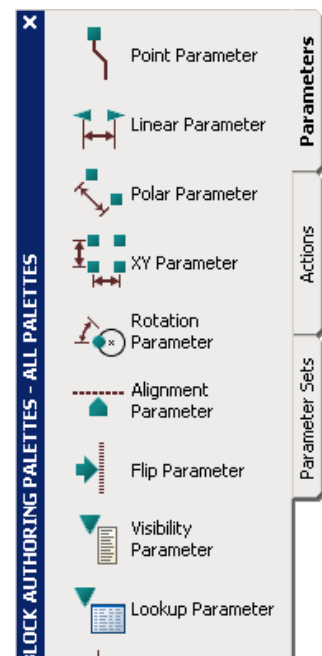 Point Parameter
Linear Parameter
Polar Parameter
XY Parameter
Rotation
Parameter
Alignment
Parameter
Flip Parameter
Visibility
Parameter
Lookup Parameter
Parameters
Actions
Parameter Sets
BLOCK AUTHORING PALETTES - ALL PALETTES